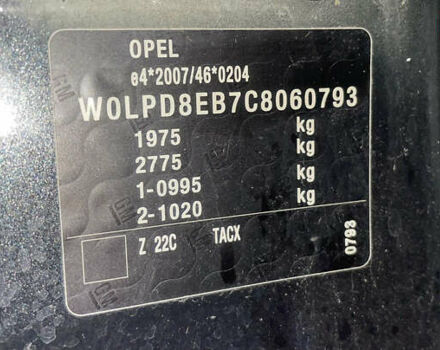 OPEL
e4*2007/46*0204
W0LPD8EB7C8060793
1975 kg
2775 kg
1-0995 kg
2-1020 kg
Z 22C TACX
0793